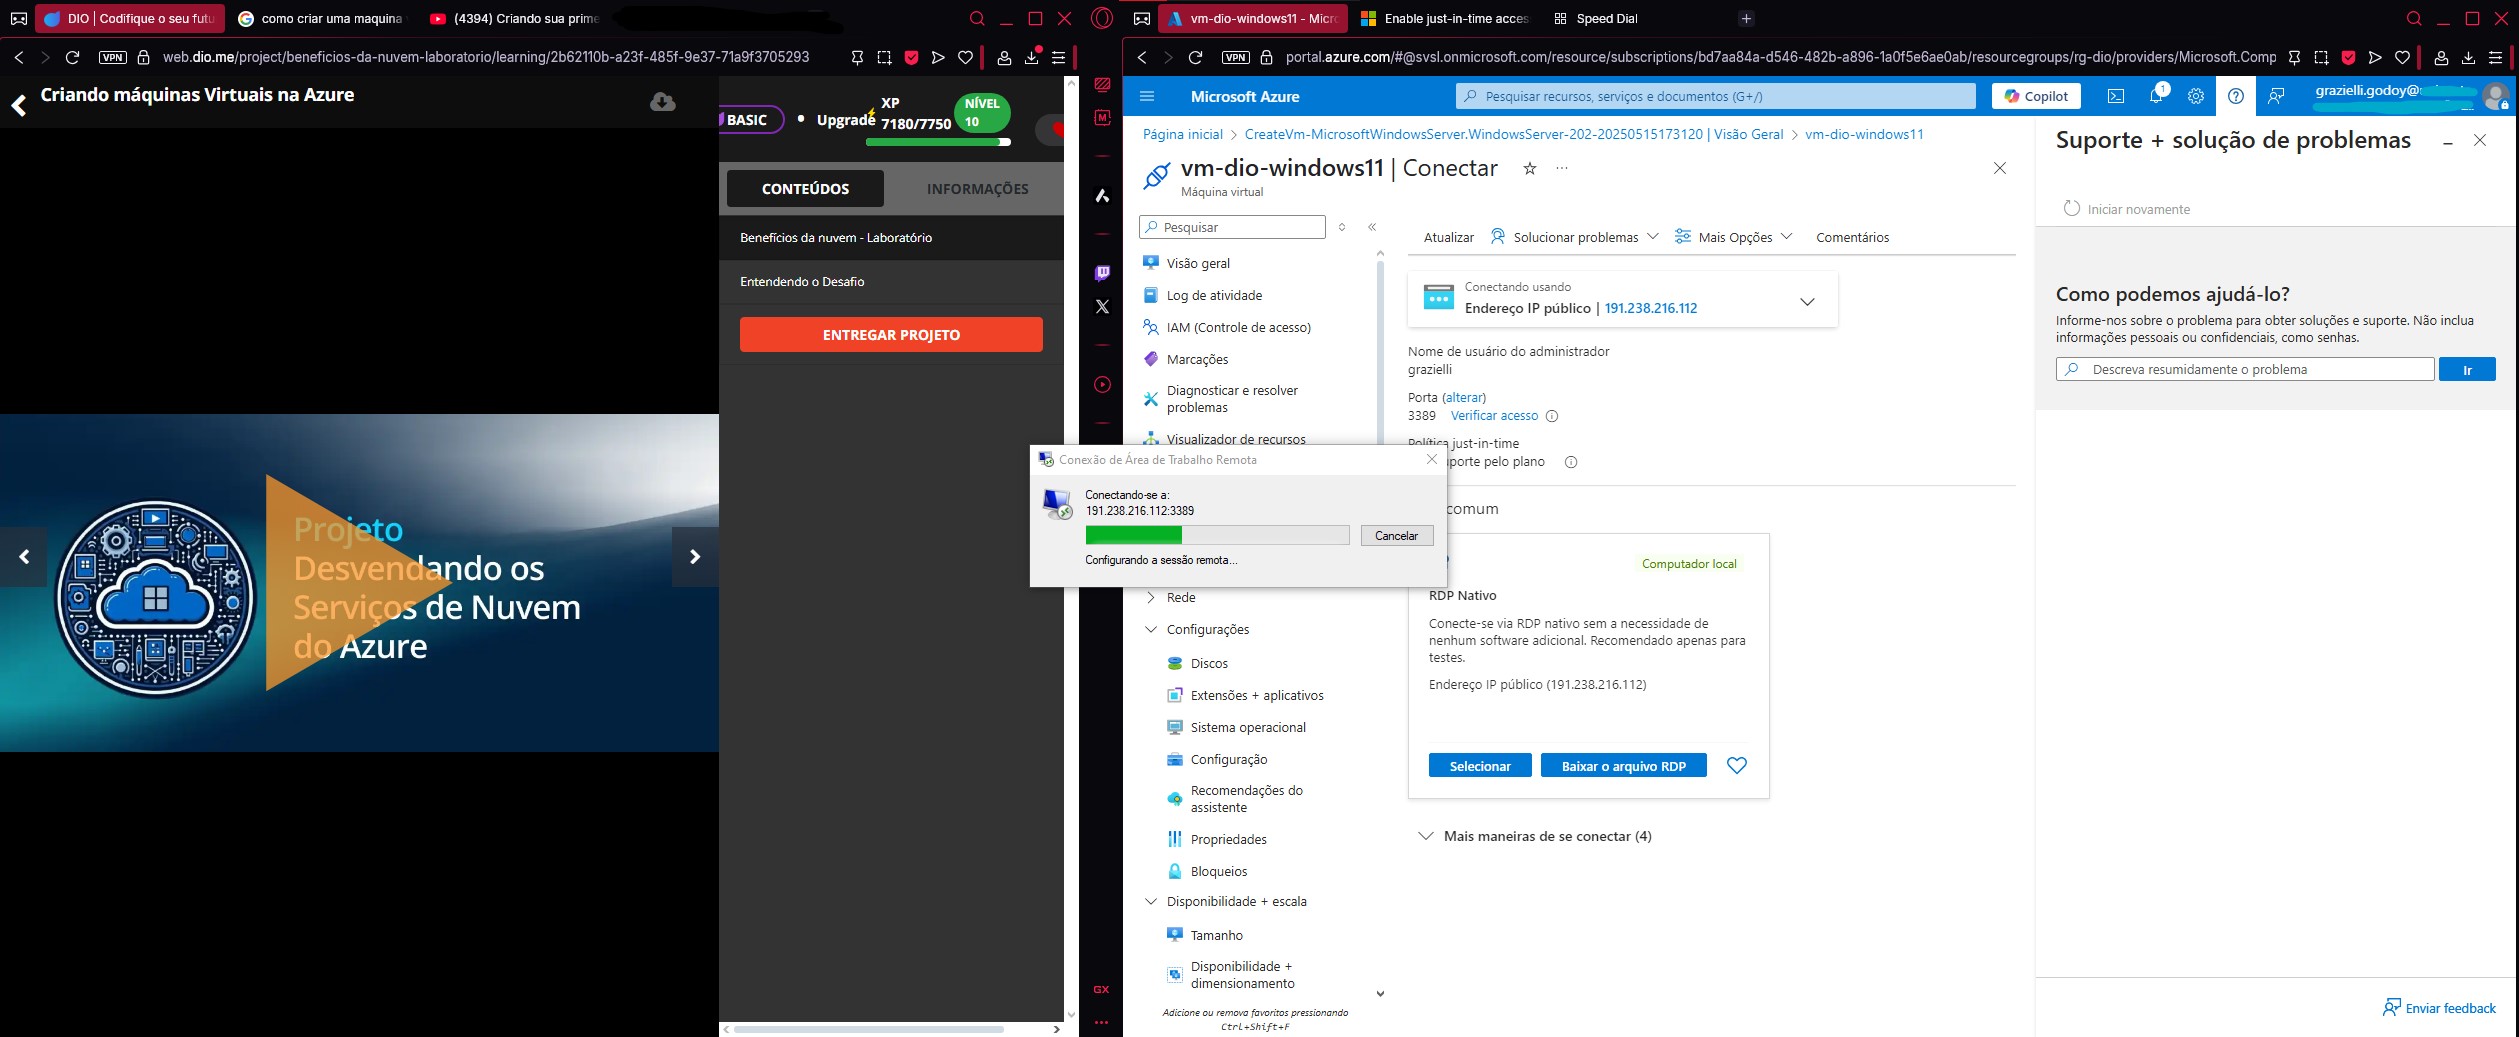 DIO | Codifique o seu futu
como criar uma maquina
(4394) Criando sua prime
web.dio.me/project/beneficios-da-nuvem-laboratorio/learning/2b62110b-a23f-485f-9e37-71a9f3705293
VPN
Criando máquinas Virtuais na Azure
BASIC
Upgrade
XP
7180/7750
NÍVEL
10
CONTEÚDOS
INFORMAÇÕES
Benefícios da nuvem - Laboratório
Entendendo o Desafio
ENTREGAR PROJETO
Projeto
Desvendando os
Serviços de Nuvem
do Azure
GX
vm-dio-windows11 - Micro
Enable just-in-time acces
Speed Dial
VPN
portal.azure.com/#@svsl.onmicrosoft.com/resource/subscriptions/bd7aa84a-d546-482b-a896-1a0f5e6ae0ab/resourcegroups/rg-dio/providers/Microsoft.Comp
Microsoft Azure
Pesquisar recursos, serviços e documentos (G+/)
Copilot
1
grazielli.godoy@
Página inicial > CreateVm-MicrosoftWindowsServer.WindowsServer-202-20250515173120 | Visão Geral > vm-dio-windows11
vm-dio-windows11 | Conectar
Máquina virtual
Pesquisar
Visão geral
Log de atividade
IAM (Controle de acesso)
Marcações
Diagnosticar e resolver
problemas
Visualizador de recursos
Rede
Configurações
Discos
Extensões + aplicativos
Sistema operacional
Configuração
Recomendações do
assistente
Propriedades
Bloqueios
Disponibilidade + escala
Tamanho
Disponibilidade +
dimensionamento
Adicione ou remova favoritos pressionando
Ctrl+Shift+F
Atualizar
Solucionar problemas
Mais Opções
Comentários
Conectando usando
Endereço IP público | 191.238.216.112
Nome de usuário do administrador
grazielli
Porta (alterar)
3389 Verificar acesso
Política just-in-time
porte pelo plano
comum
Computador local
RDP Nativo
Conecte-se via RDP nativo sem a necessidade de
nenhum software adicional. Recomendado apenas para
testes.
Endereço IP público (191.238.216.112)
Selecionar
Baixar o arquivo RDP
Mais maneiras de se conectar (4)
Conexão de Área de Trabalho Remota
Conectando-se a:
191.238.216.112:3389
Cancelar
Configurando a sessão remota...
Suporte + solução de problemas
Iniciar novamente
Como podemos ajudá-lo?
Informe-nos sobre o problema para obter soluções e suporte. Não inclua
informações pessoais ou confidenciais, como senhas.
Descreva resumidamente o problema
Ir
Enviar feedback